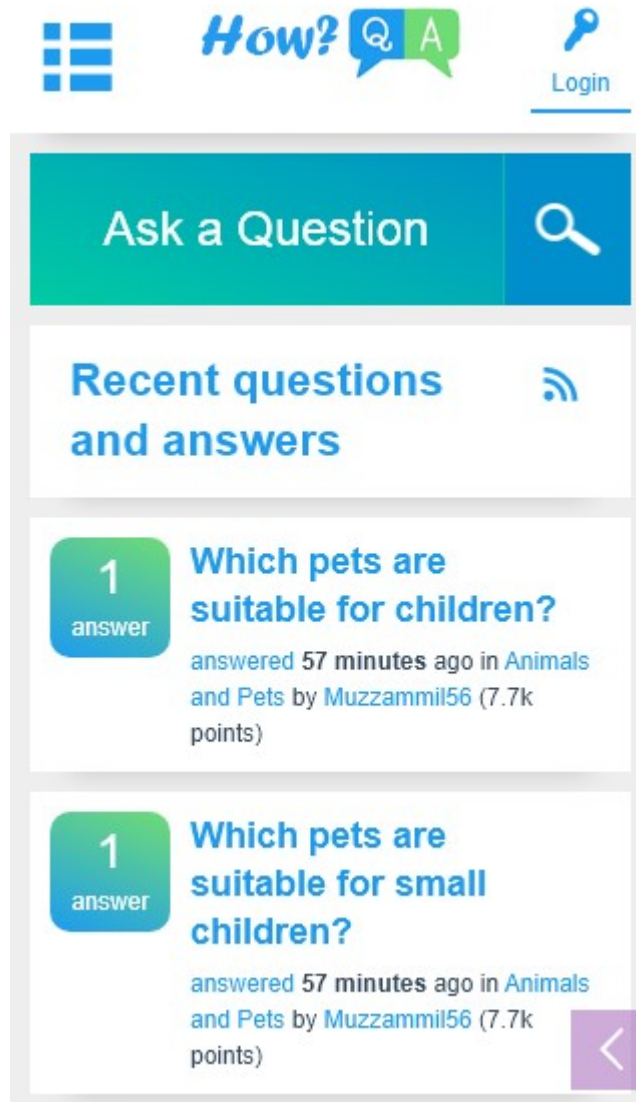 How? Q A
Login
Ask a Question
Recent questions
and answers
1
answer
Which pets are
suitable for children?
answered 57 minutes ago in Animals
and Pets by Muzzammil56 (7.7k
points)
1
answer
Which pets are
suitable for small
children?
answered 57 minutes ago in Animals
and Pets by Muzzammil56 (7.7k
points)